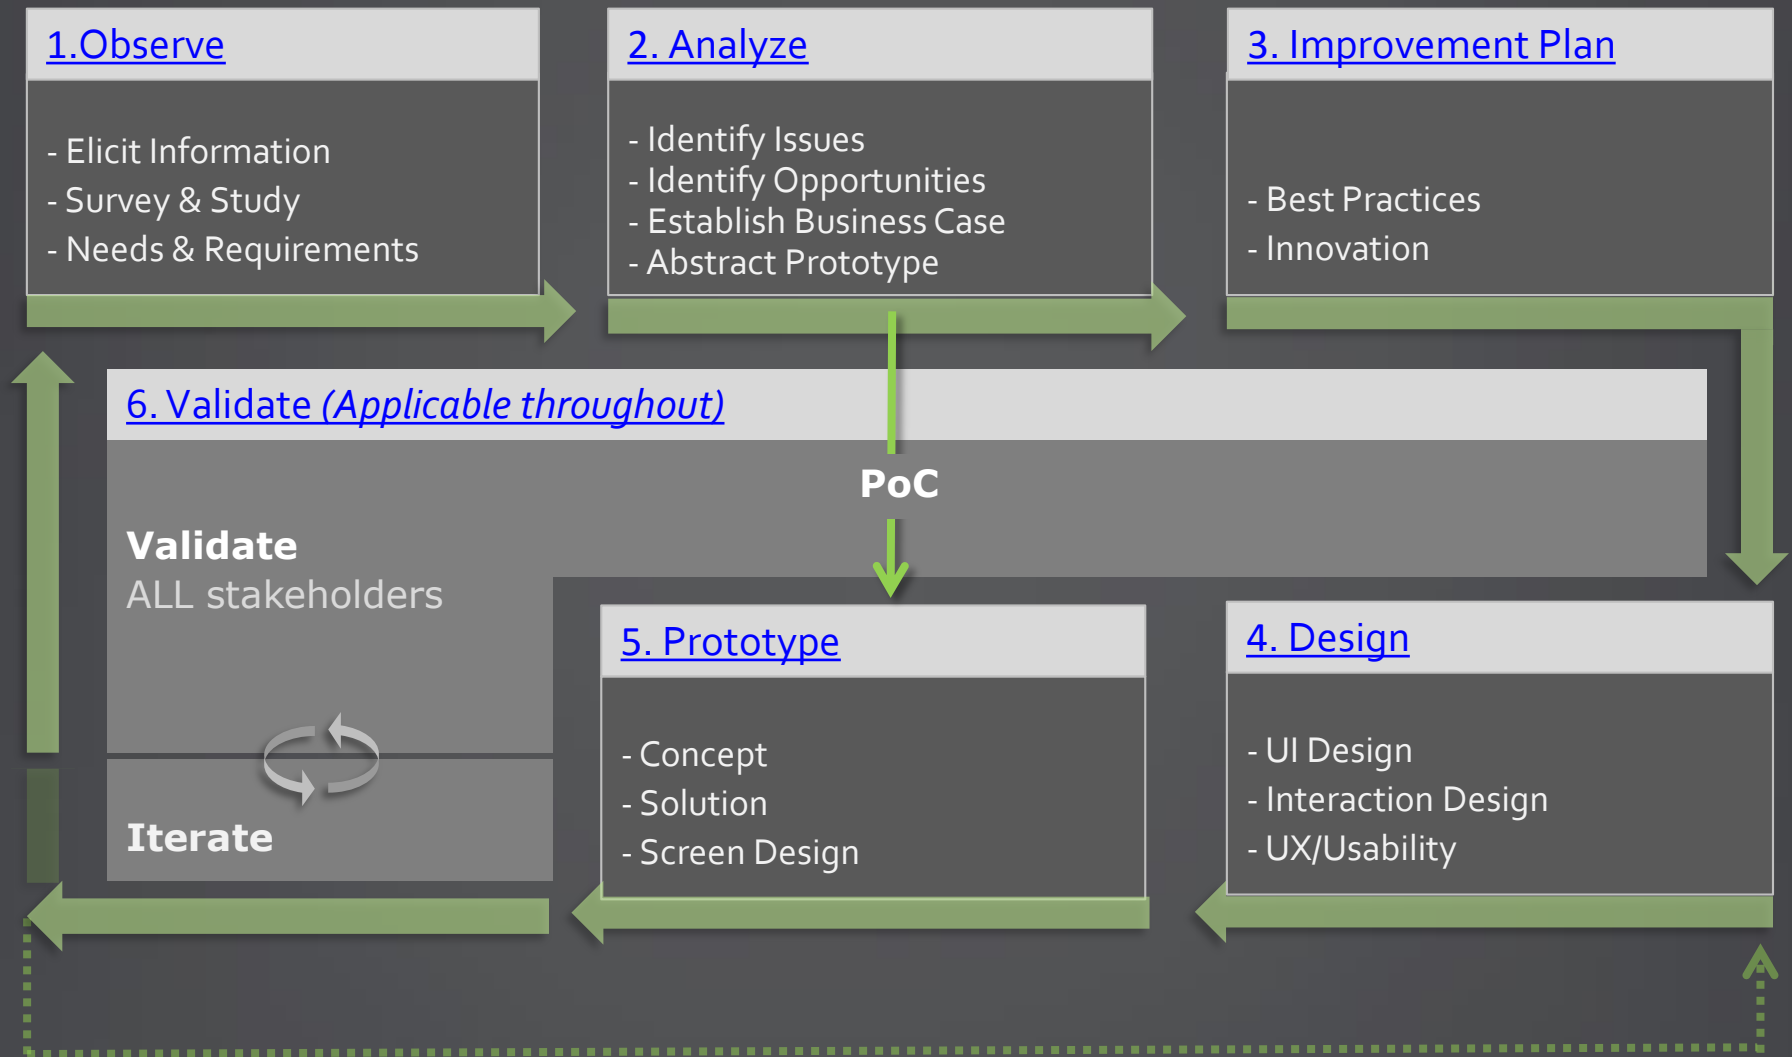 1.Observe
- Elicit Information
- Survey & Study
- Needs & Requirements
2. Analyze
- Identify Issues
- Identify Opportunities
- Establish Business Case
- Abstract Prototype
3. Improvement Plan
- Best Practices
- Innovation
6. Validate (Applicable throughout)
PoC
Validate
ALL stakeholders
Iterate
5. Prototype
- Concept
- Solution
- Screen Design
4. Design
- UI Design
- Interaction Design
- UX/Usability